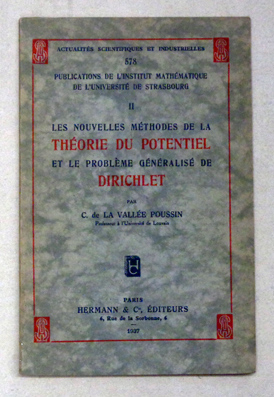 ACTUALITÉS SCIENTIFIQUES ET INDUSTRIELLES
578
PUBLICATIONS DE L'INSTITUT MATHÉMATIQUE
DE L'UNIVERSITÉ DE STRASBOURG
II
LES NOUVELLES MÉTHODES DE LA
THÉORIE DU POTENTIEL
ET LE PROBLÈME GÉNÉRALISÉ DE
DIRICHLET
PAR
C. de LA VALLÉE POUSSIN
Professeur à l'Université de Louvain
PARIS
HERMANN & Cie, ÉDITEURS
6, Rue de la Sorbonne, 6
1937